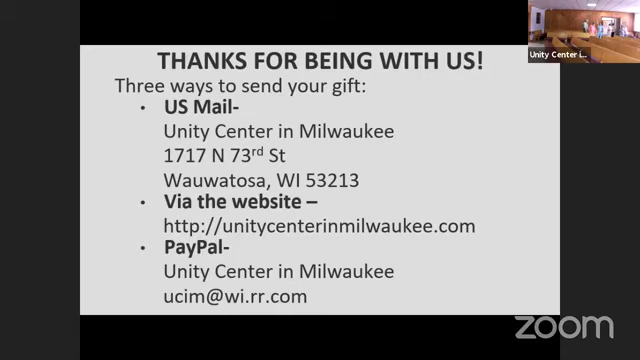 THANKS FOR BEING WITH US!
Three ways to send your gift:
• US Mail-
Unity Center in Milwaukee
1717 N 73rd St
Wauwatosa, WI 53213
• Via the website –
http://unitycenterinmilwaukee.com
• PayPal-
Unity Center in Milwaukee
ucim@wi.rr.com
Unity Center i...
zoom